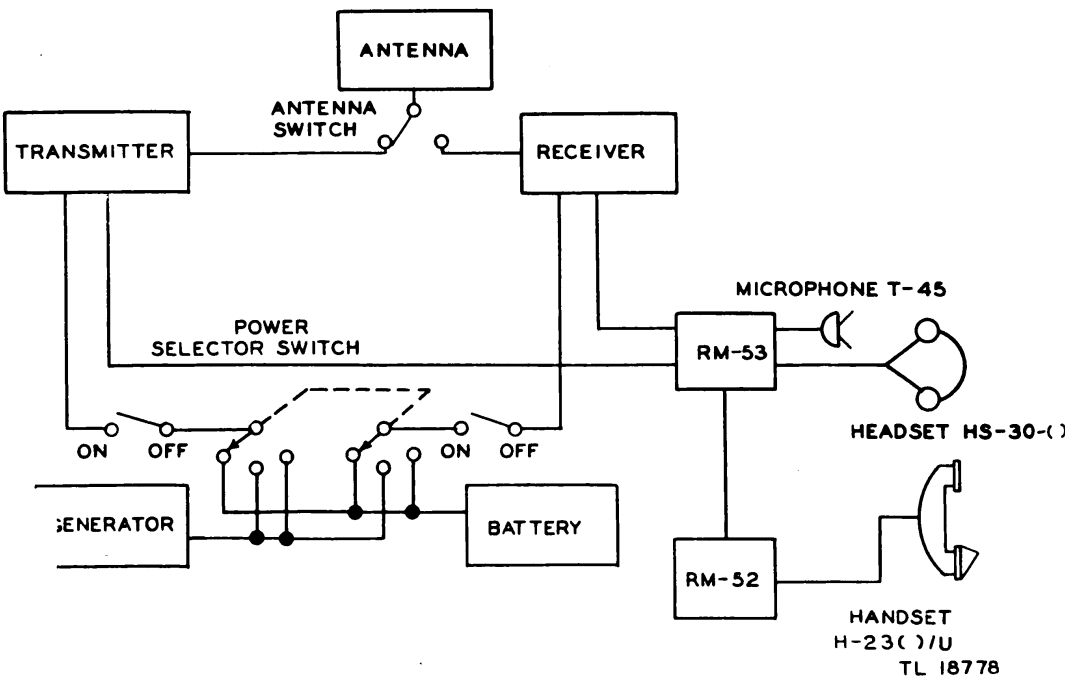 ANTENNA
ANTENNA
SWITCH
TRANSMITTER
RECEIVER
MICROPHONE T-45
POWER
SELECTOR SWITCH
RM-53
HEADSET HS-30-( )
ON
OFF
ON
OFF
GENERATOR
BATTERY
RM-52
HANDSET
H-23( )/U
TL 18778